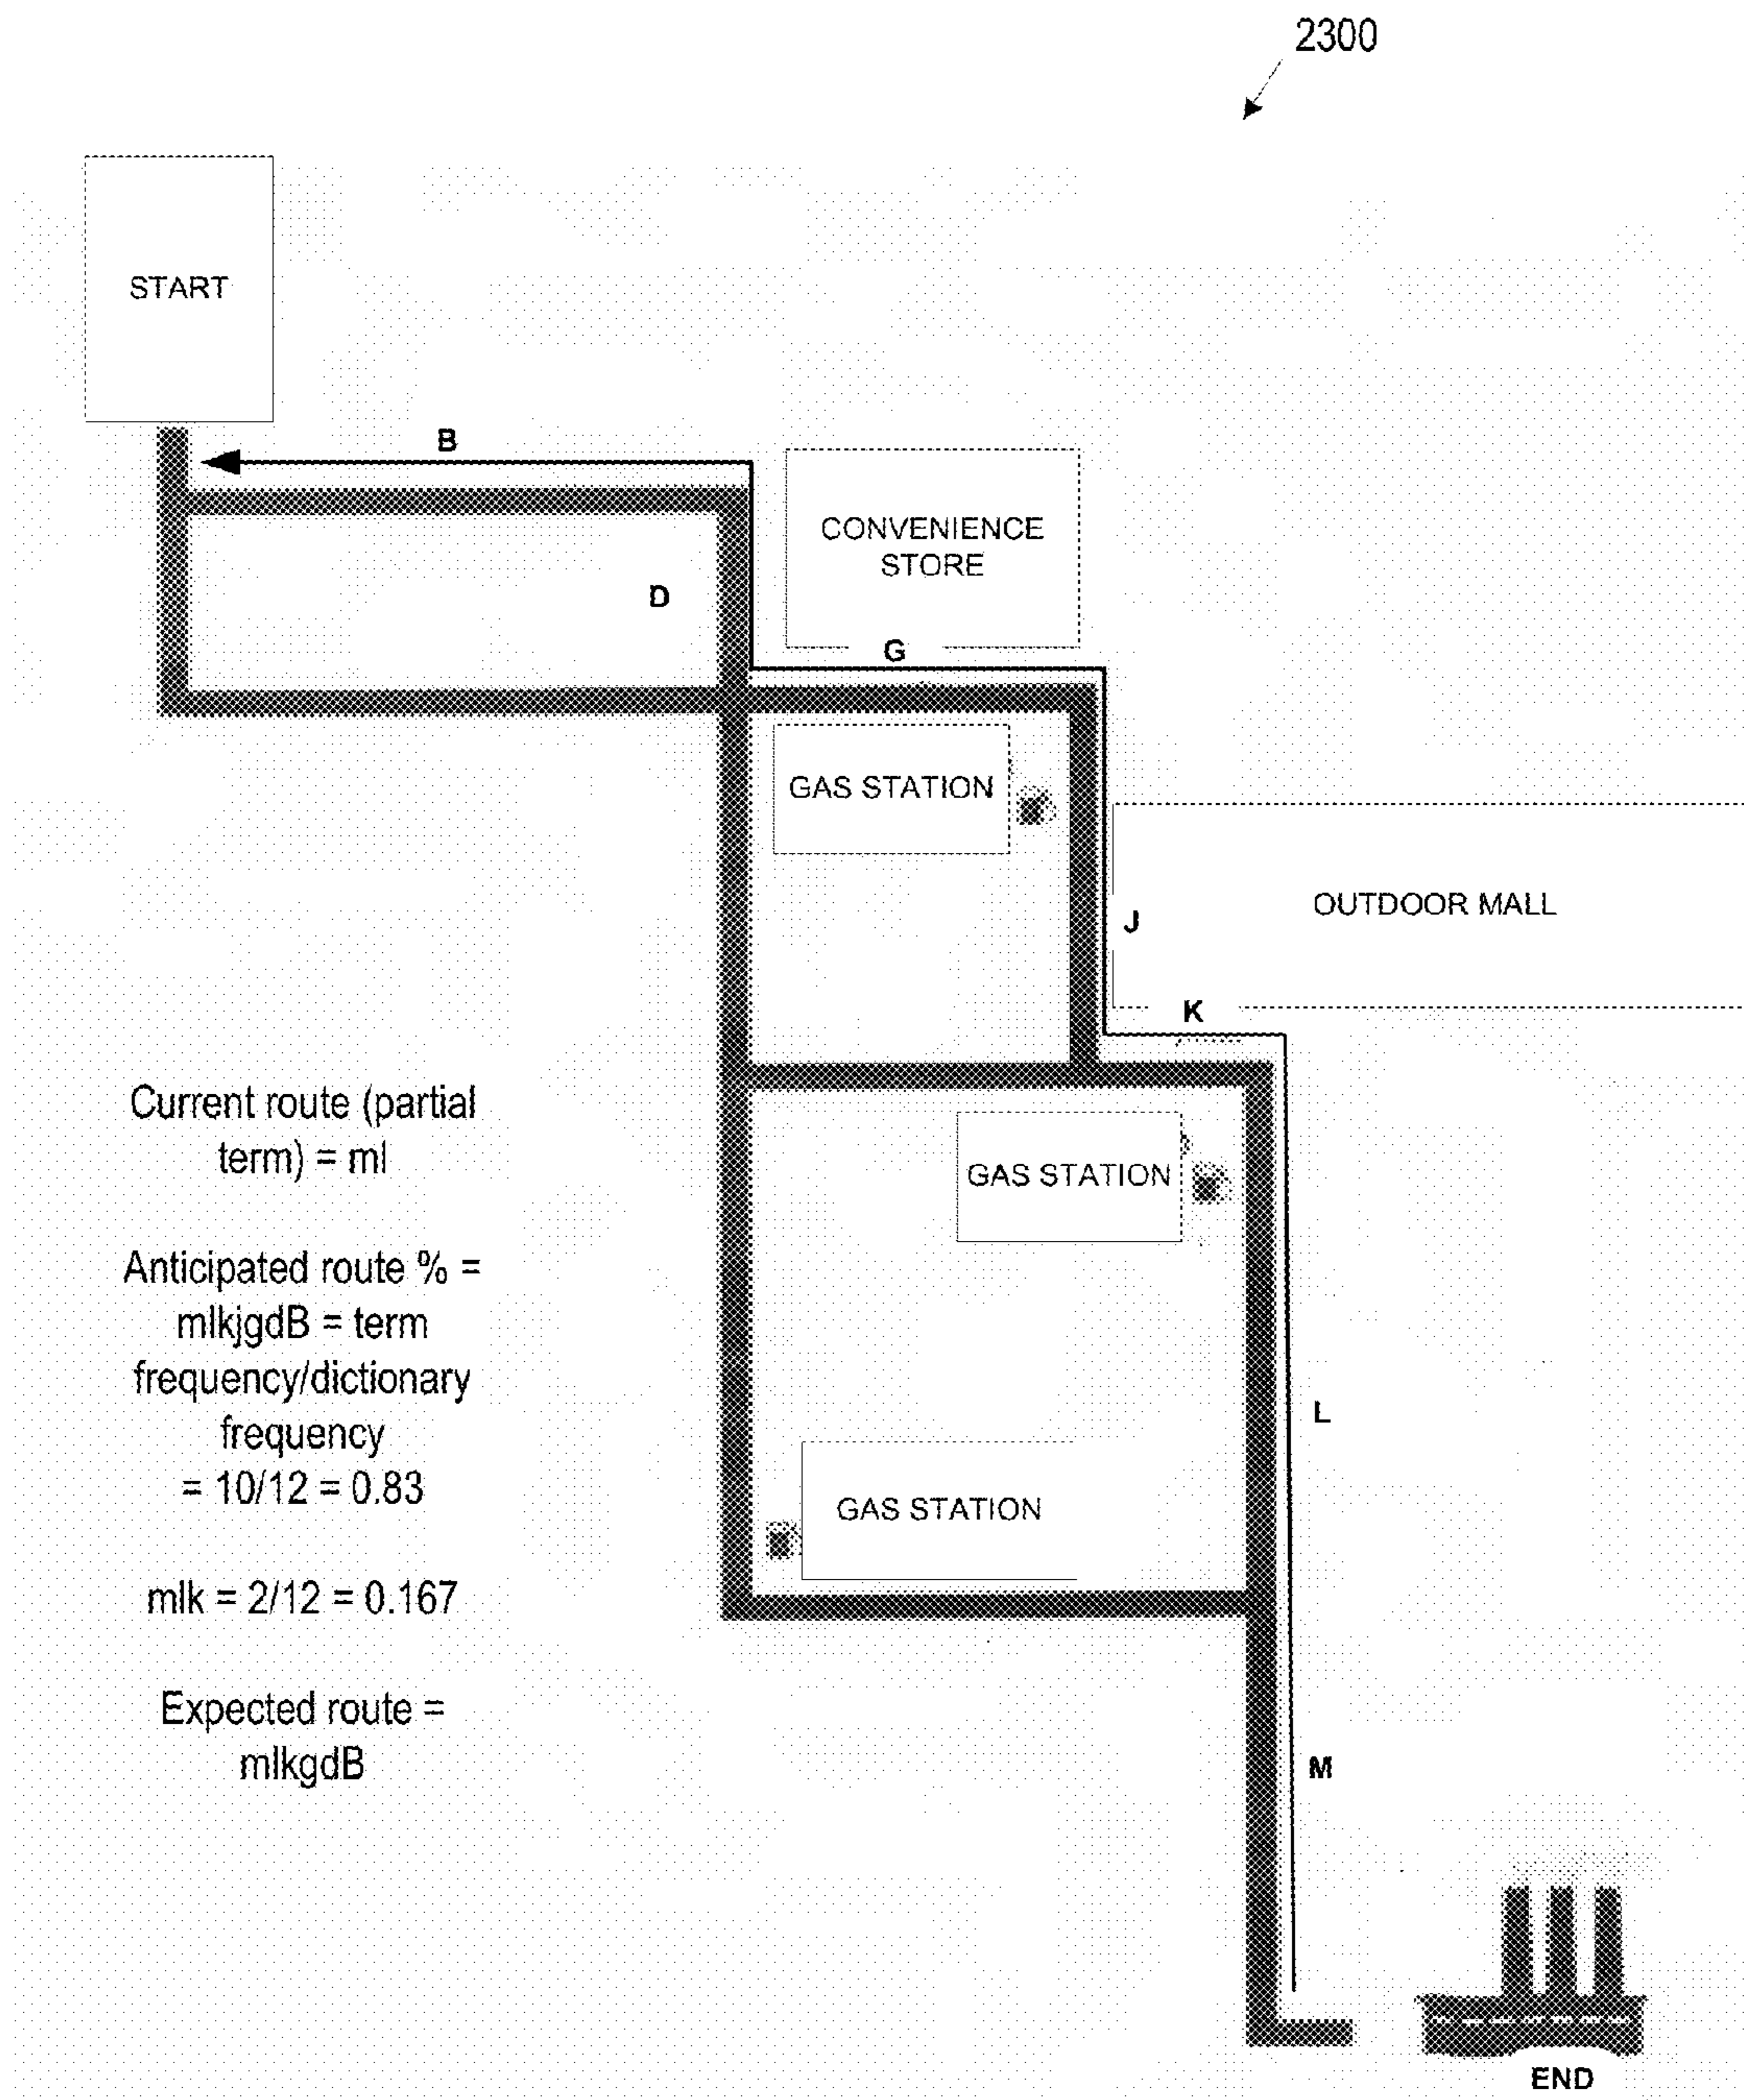 2300
START
B
CONVENIENCE
STORE
D
G
GAS STATION
OUTDOOR MALL
J
K
Current route (partial
term) = ml
GAS STATION
Anticipated route % =
mlkjgdB = term
frequency/dictionary
frequency
= 10/12 = 0.83
L
GAS STATION
mlk = 2/12 = 0.167
Expected route =
mlkgdB
M
END